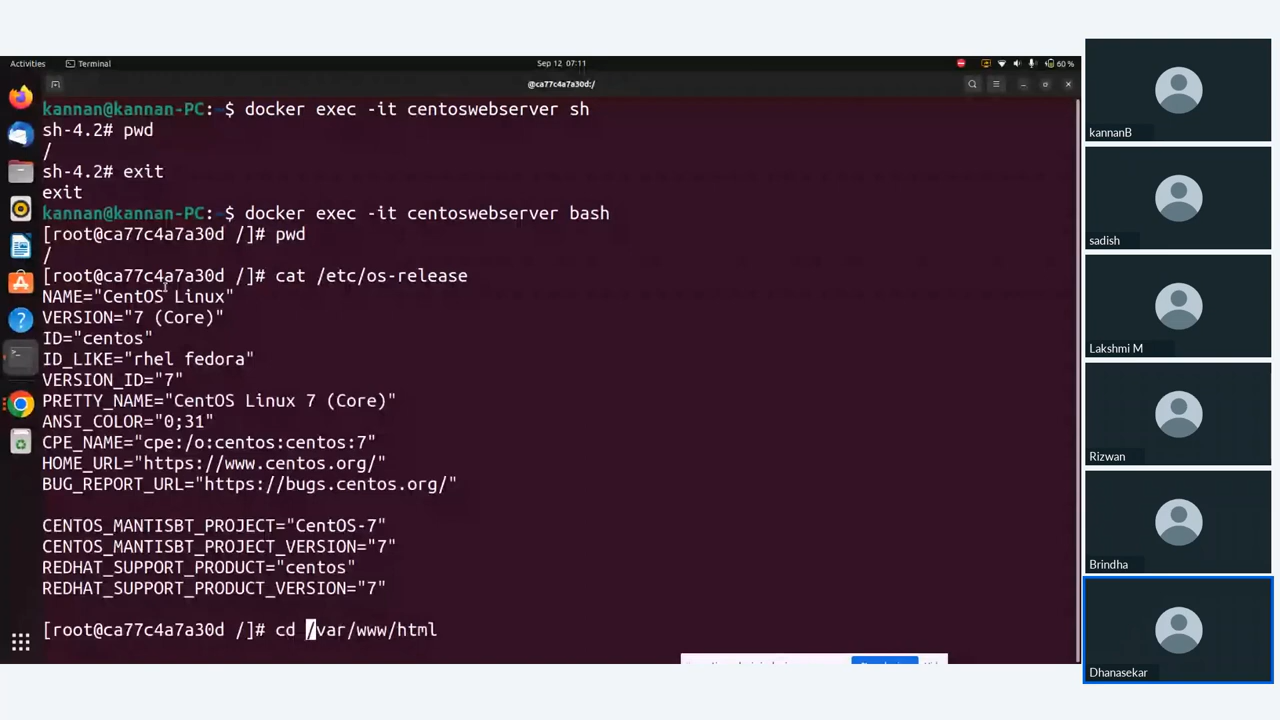 Activities
Terminal
Sep 12 07:11
60 %
@ca77c4a7a30d:/
kannan@kannan-PC:~$ docker exec -it centoswebserver sh
sh-4.2# pwd
/
sh-4.2# exit
exit
kannan@kannan-PC:~$ docker exec -it centoswebserver bash
[root@ca77c4a7a30d /]# pwd
/
[root@ca77c4a7a30d /]# cat /etc/os-release
NAME="CentOS Linux"
VERSION="7 (Core)"
ID="centos"
ID_LIKE="rhel fedora"
VERSION_ID="7"
PRETTY_NAME="CentOS Linux 7 (Core)"
ANSI_COLOR="0;31"
CPE_NAME="cpe:/o:centos:centos:7"
HOME_URL="https://www.centos.org/"
BUG_REPORT_URL="https://bugs.centos.org/"
CENTOS_MANTISBT_PROJECT="CentOS-7"
CENTOS_MANTISBT_PROJECT_VERSION="7"
REDHAT_SUPPORT_PRODUCT="centos"
REDHAT_SUPPORT_PRODUCT_VERSION="7"
[root@ca77c4a7a30d /]# cd /var/www/html
kannanB
sadish
Lakshmi M
Rizwan
Brindha
Dhanasekar